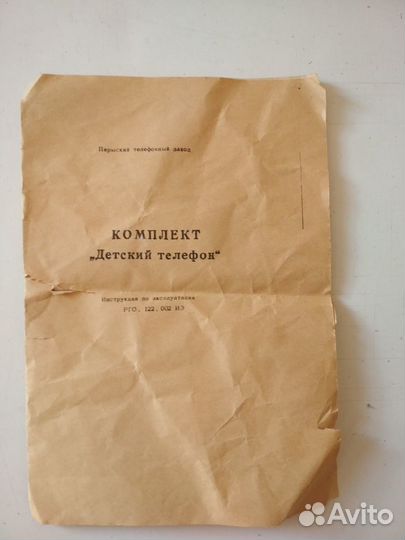 Пермский телефонный завод
КОМПЛЕКТ
„Детский телефон“
Инструкция по эксплуатации
РГО. 122. 002 ИЭ
Avito